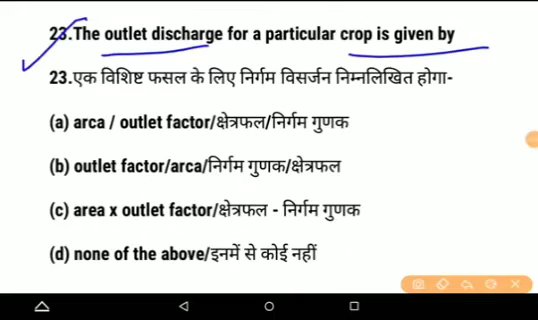 23.The outlet discharge for a particular crop is given by
23.एक विशिष्ट फसल के लिए निर्गम विसर्जन निम्नलिखित होगा-
(a) arca / outlet factor/क्षेत्रफल/निर्गम गुणक
(b) outlet factor/arca/निर्गम गुणक/क्षेत्रफल
(c) area x outlet factor/क्षेत्रफल - निर्गम गुणक
(d) none of the above/इनमें से कोई नहीं